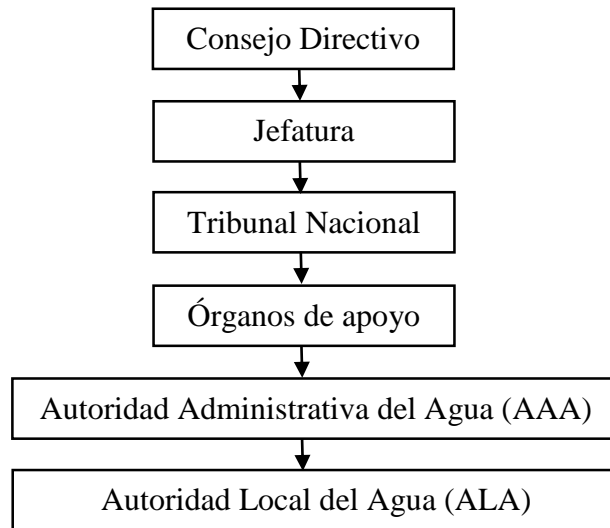 Consejo Directivo
Jefatura
Tribunal Nacional
Órganos de apoyo
Autoridad Administrativa del Agua (AAA)
Autoridad Local del Agua (ALA)